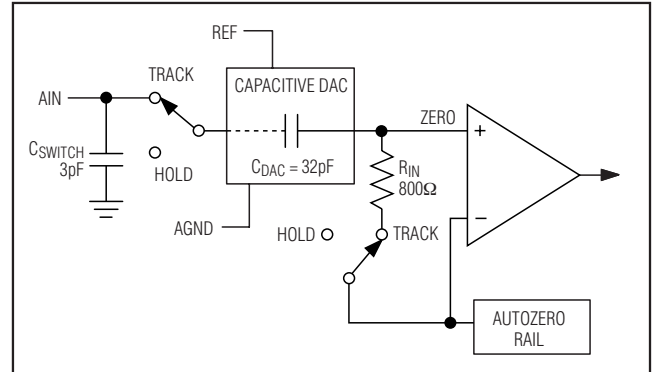 REF
TRACK
CAPACITIVE DAC
AIN
ZERO
+
CSWITCH
3pF
HOLD
CDAC = 32pF
RIN
800Ω
AGND
HOLD
TRACK
−
AUTOZERO
RAIL